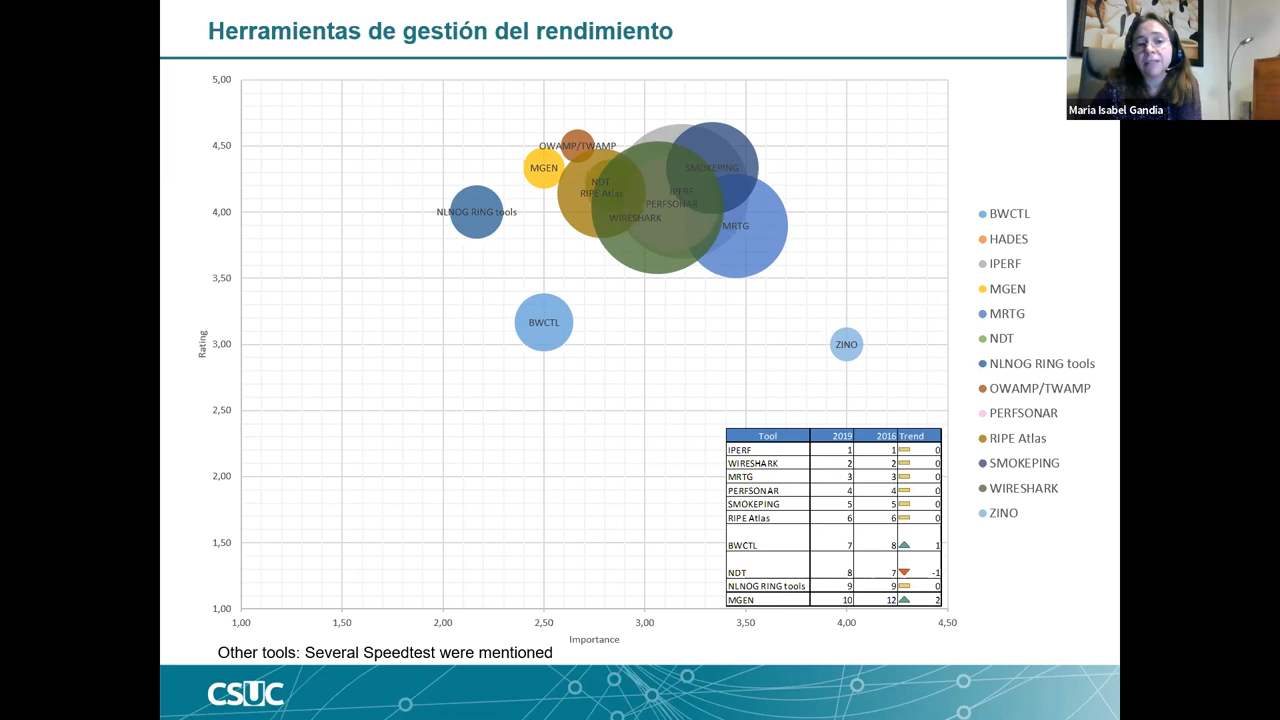 Herramientas de gestión del rendimiento
Maria Isabel Gandia
5,00
4,50
4,00
3,50
3,00
2,50
2,00
1,50
1,00
Rating
OWAMP/TWAMP
MGEN
SMOKEPING
NDT
RIPE Atlas
IPERF
PERFSONAR
NLNOG RING tools
WIRESHARK
MRTG
BWCTL
ZINO
1,00 1,50 2,00 2,50 3,00 3,50 4,00 4,50
Importance
BWCTL
HADES
IPERF
MGEN
MRTG
NDT
NLNOG RING tools
OWAMP/TWAMP
PERFSONAR
RIPE Atlas
SMOKEPING
WIRESHARK
ZINO
Tool 2019 2016 Trend
IPERF 1 1 0
WIRESHARK 2 2 0
MRTG 3 3 0
PERFSONAR 4 4 0
SMOKEPING 5 5 0
RIPE Atlas 6 6 0
BWCTL 7 8 1
NDT 8 7 -1
NLNOG RING tools 9 9 0
MGEN 10 12 2
Other tools: Several Speedtest were mentioned
CSUC